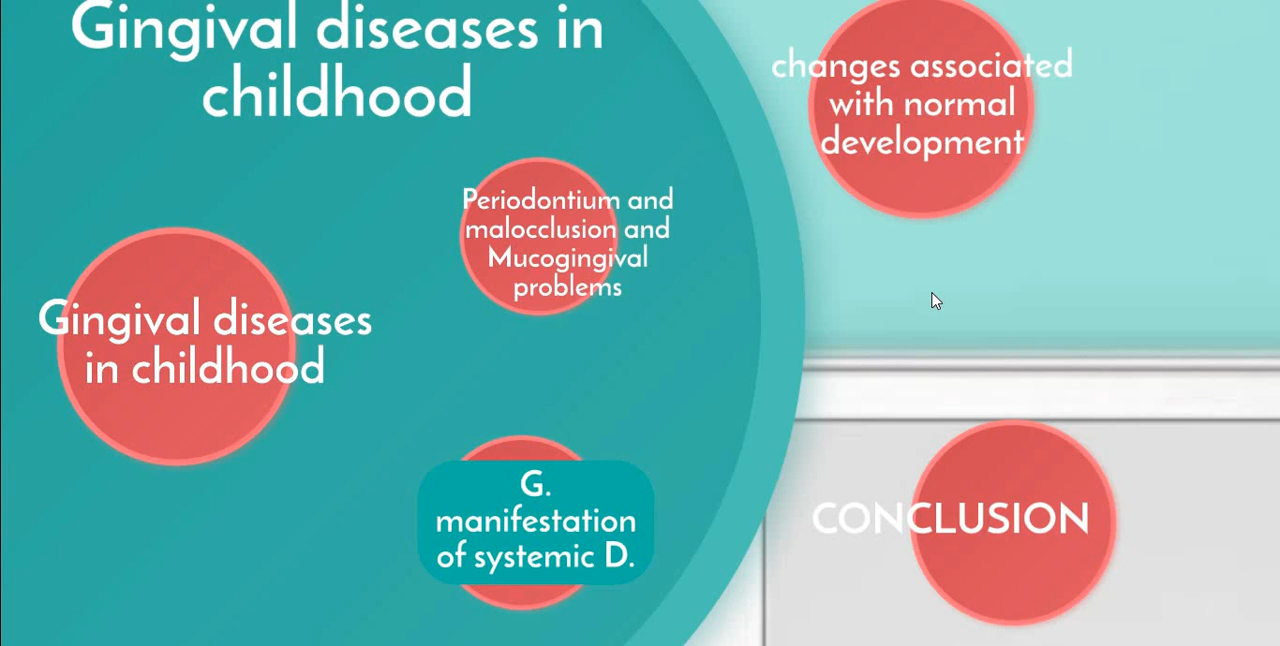 Gingival diseases in
childhood
changes associated
with normal
development
Periodontium and
malocclusion and
Mucogingival
problems
Gingival diseases
in childhood
G.
manifestation
of systemic D.
CONCLUSION